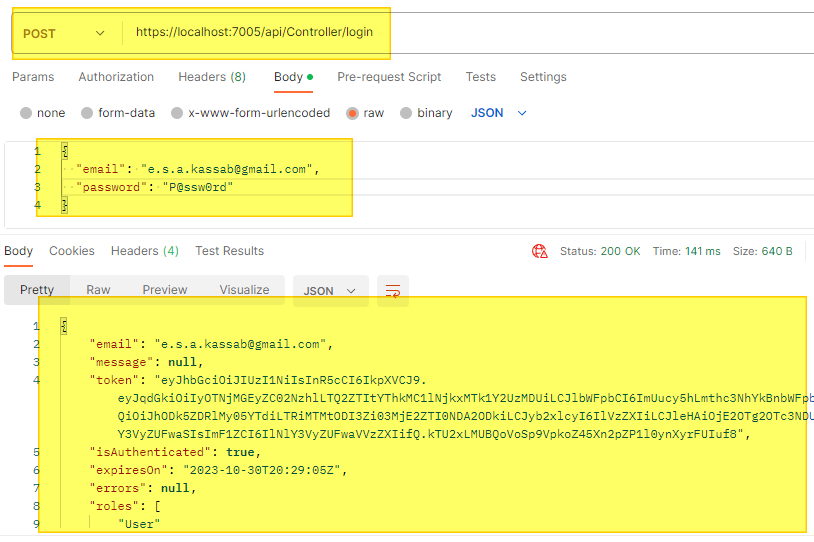 POST https://localhost:7005/api/Controller/login
Params Authorization Headers (8) Body Pre-request Script Tests Settings
none form-data x-www-form-urlencoded raw binary JSON
1 {
2 "email": "e.s.a.kassab@gmail.com",
3 "password": "P@ssw0rd"
4 }
Body Cookies Headers (4) Test Results Status: 200 OK Time: 141 ms Size: 640 B
Pretty Raw Preview Visualize JSON
1 {
2 "email": "e.s.a.kassab@gmail.com",
3 "message": null,
4 "token": "eyJhbGciOiJIUzI1NiIsInR5cCI6IkpXVCJ9.
eyJqdGkiOiIyOTNjMGEyZC02NzhlLTQ2ZTItYThkMC1lNjkxMTk1Y2UzMDUiLCJlbWFpbCI6ImUucy5hLmthc3NhYkBnbWFpb
QiOiJhODk5ZDRlMy05YTdiLTRiMTMtODI3Zi03MjE2ZTI0NDA2ODkiLCJyb2xlcyI6IlVzZXIiLCJleHAiOjE2OTg2OTc3NDU
Y3VyZUFwaSIsImF1ZCI6IlNlY3VyZUFwaVVzZXIifQ.kTU2xLMUBQoVoSp9VpkoZ45Xn2pZP1l0ynXyrFUIuf8",
5 "isAuthenticated": true,
6 "expiresOn": "2023-10-30T20:29:05Z",
7 "errors": null,
8 "roles": [
9 "User"